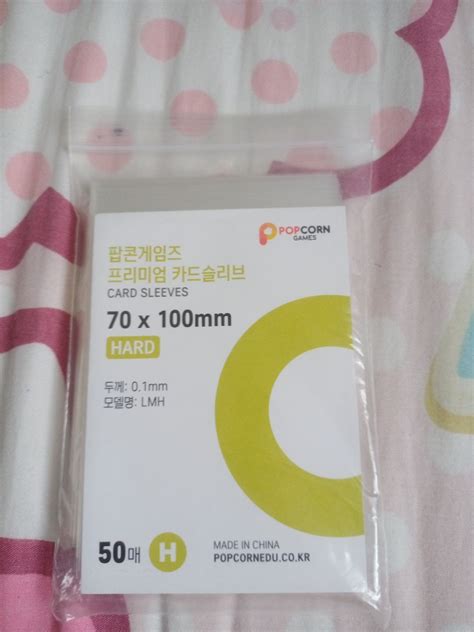 POPCORN
GAMES
팝콘게임즈
프리미엄 카드슬리브
CARD SLEEVES
70 x 100mm
HARD
두께: 0.1mm
모델명: LMH
50매 H
MADE IN CHINA
POPCORNEDU.CO.KR